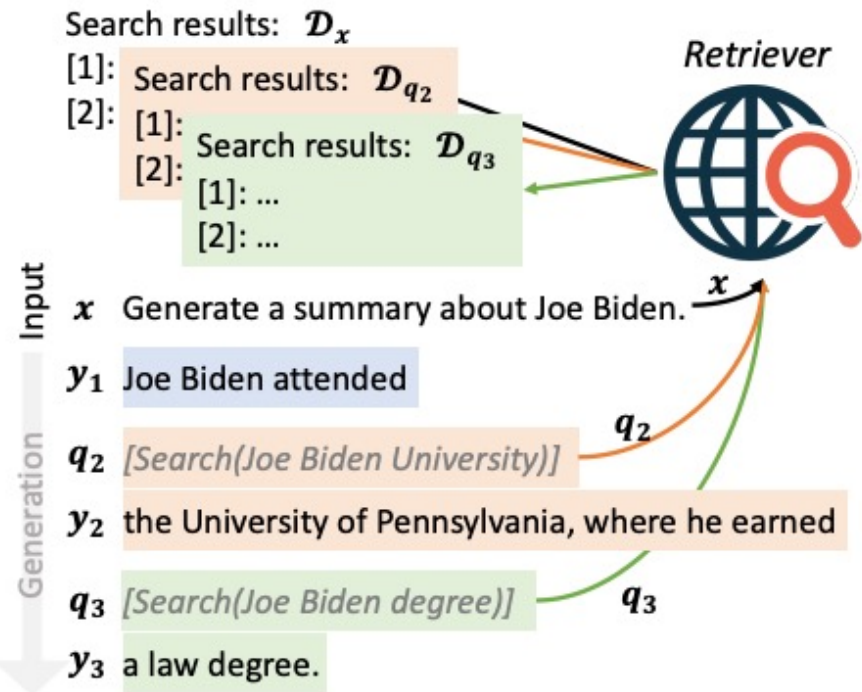 Search results: 𝓓ₓ
[1]:
[2]:
Search results: 𝓓q₂
[1]:
[2]:
Search results: 𝓓q₃
[1]: ...
[2]: ...
Retriever
Input
Generation
x Generate a summary about Joe Biden.
x
y₁ Joe Biden attended
q₂ [Search(Joe Biden University)]
q₂
y₂ the University of Pennsylvania, where he earned
q₃ [Search(Joe Biden degree)]
q₃
y₃ a law degree.